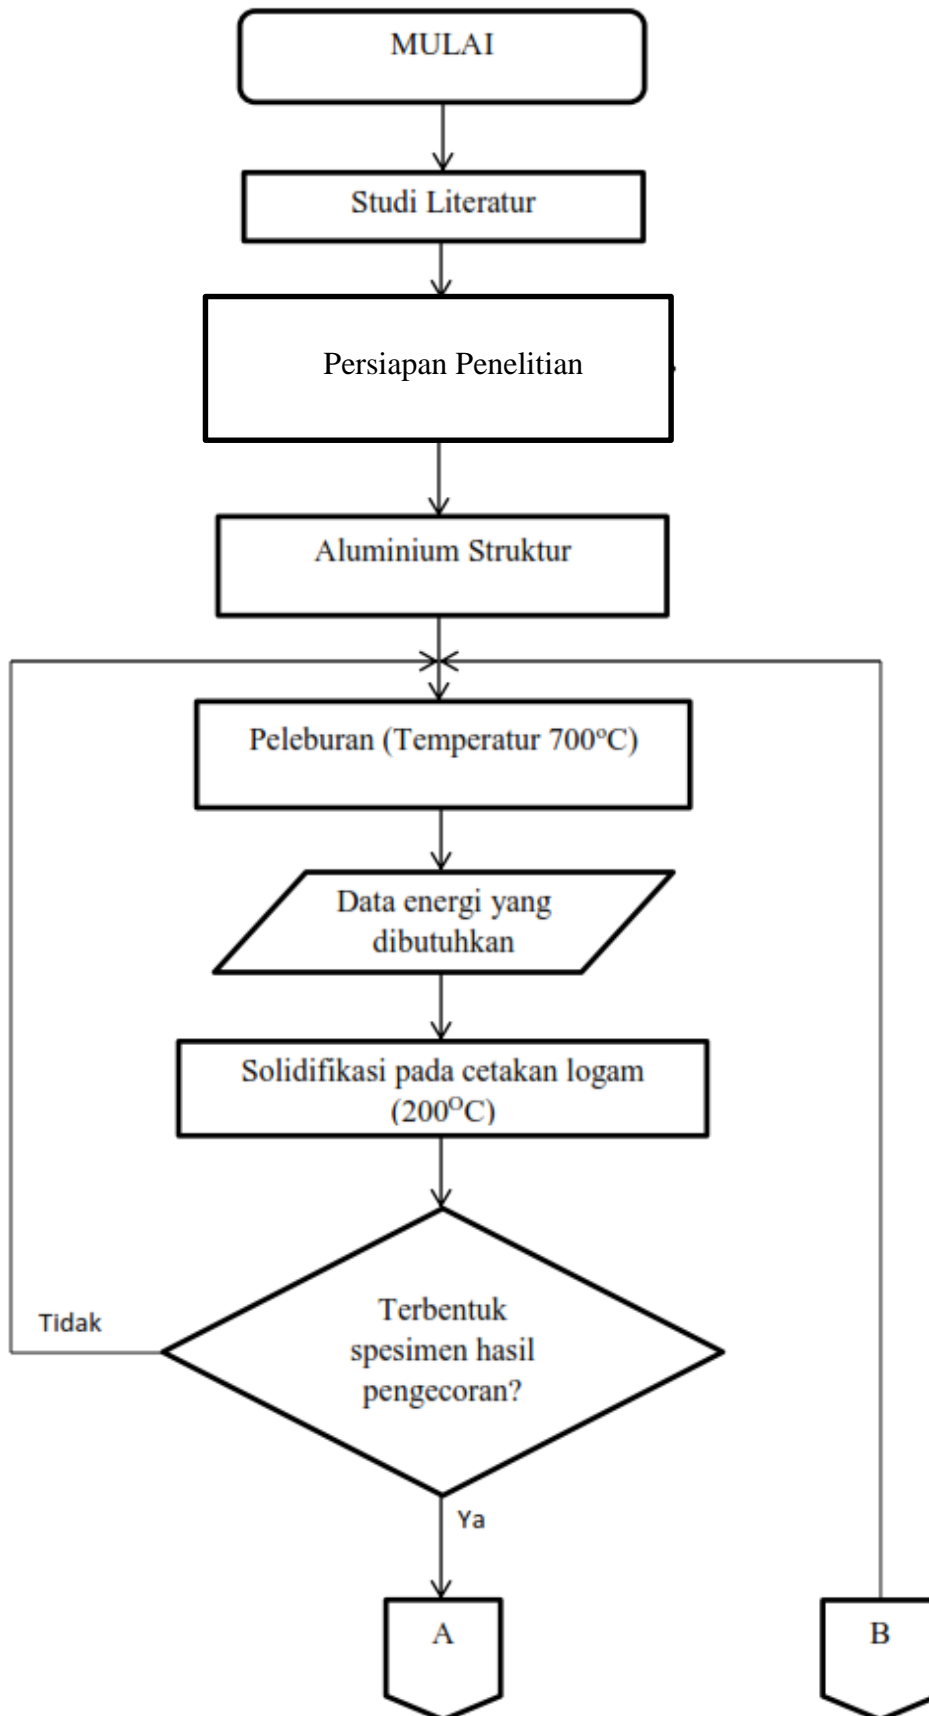 MULAI
Studi Literatur
Persiapan Penelitian
Aluminium Struktur
Peleburan (Temperatur 700°C)
Data energi yang
dibutuhkan
Solidifikasi pada cetakan logam
(200ᴼC)
Terbentuk
spesimen hasil
pengecoran?
Tidak
Ya
A
B